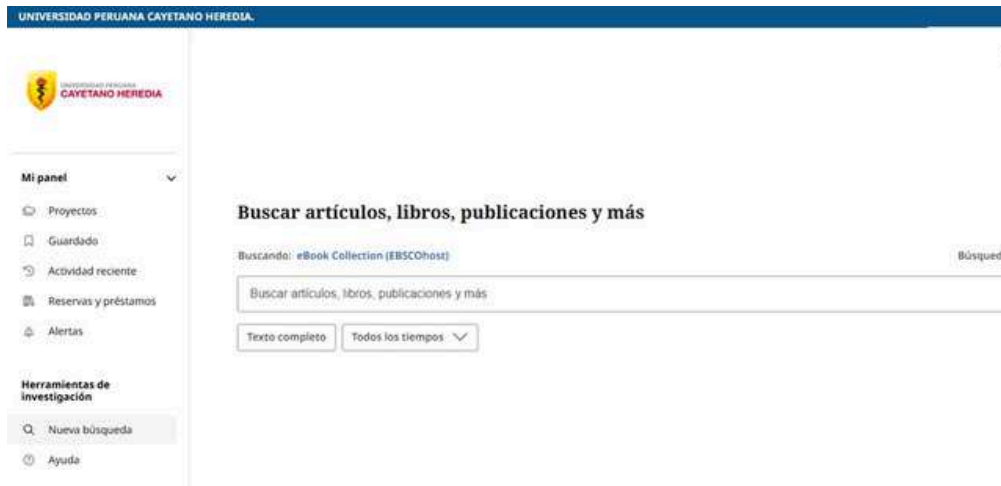 UNIVERSIDAD PERUANA CAYETANO HEREDIA.
UNIVERSIDAD PERUANA
CAYETANO HEREDIA
Mi panel
Proyectos
Guardado
Actividad reciente
Reservas y préstamos
Alertas
Herramientas de
investigación
Nueva búsqueda
Ayuda
Buscar artículos, libros, publicaciones y más
Buscando: eBook Collection (EBSCOhost)
Búsqued
Buscar artículos, libros, publicaciones y más
Texto completo
Todos los tiempos